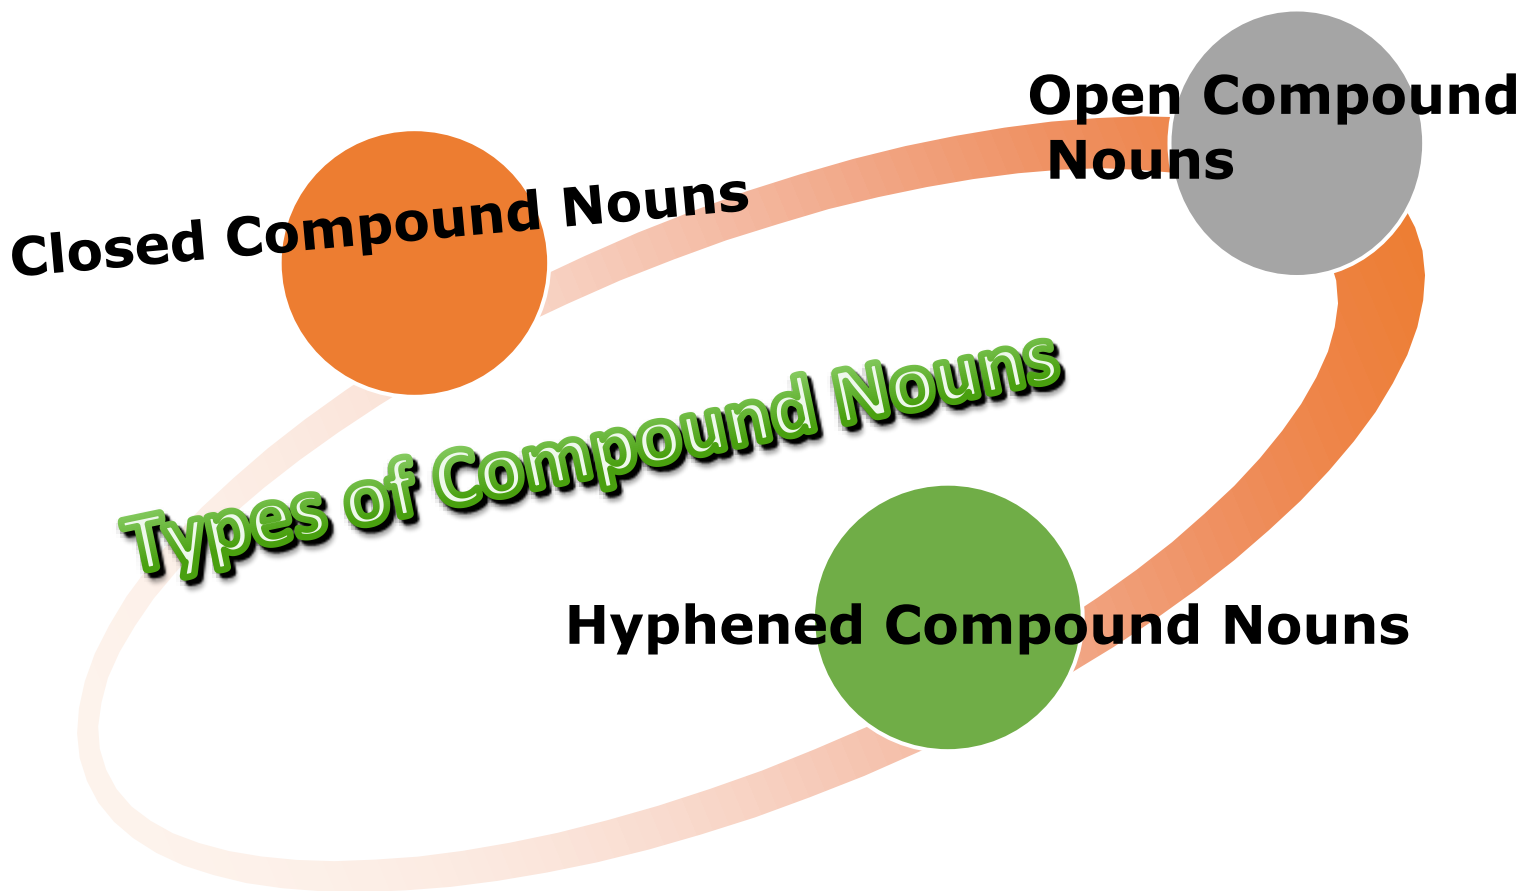 Open Compound
Nouns
Closed Compound Nouns
Types of Compound Nouns
Hyphened Compound Nouns